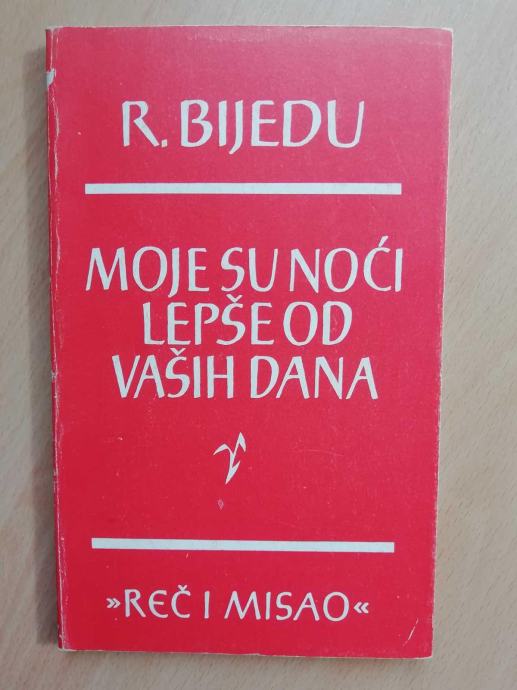 R. BIJEDU
MOJE SU NOĆI
LEPŠE OD
VAŠIH DANA
»REČ I MISAO«